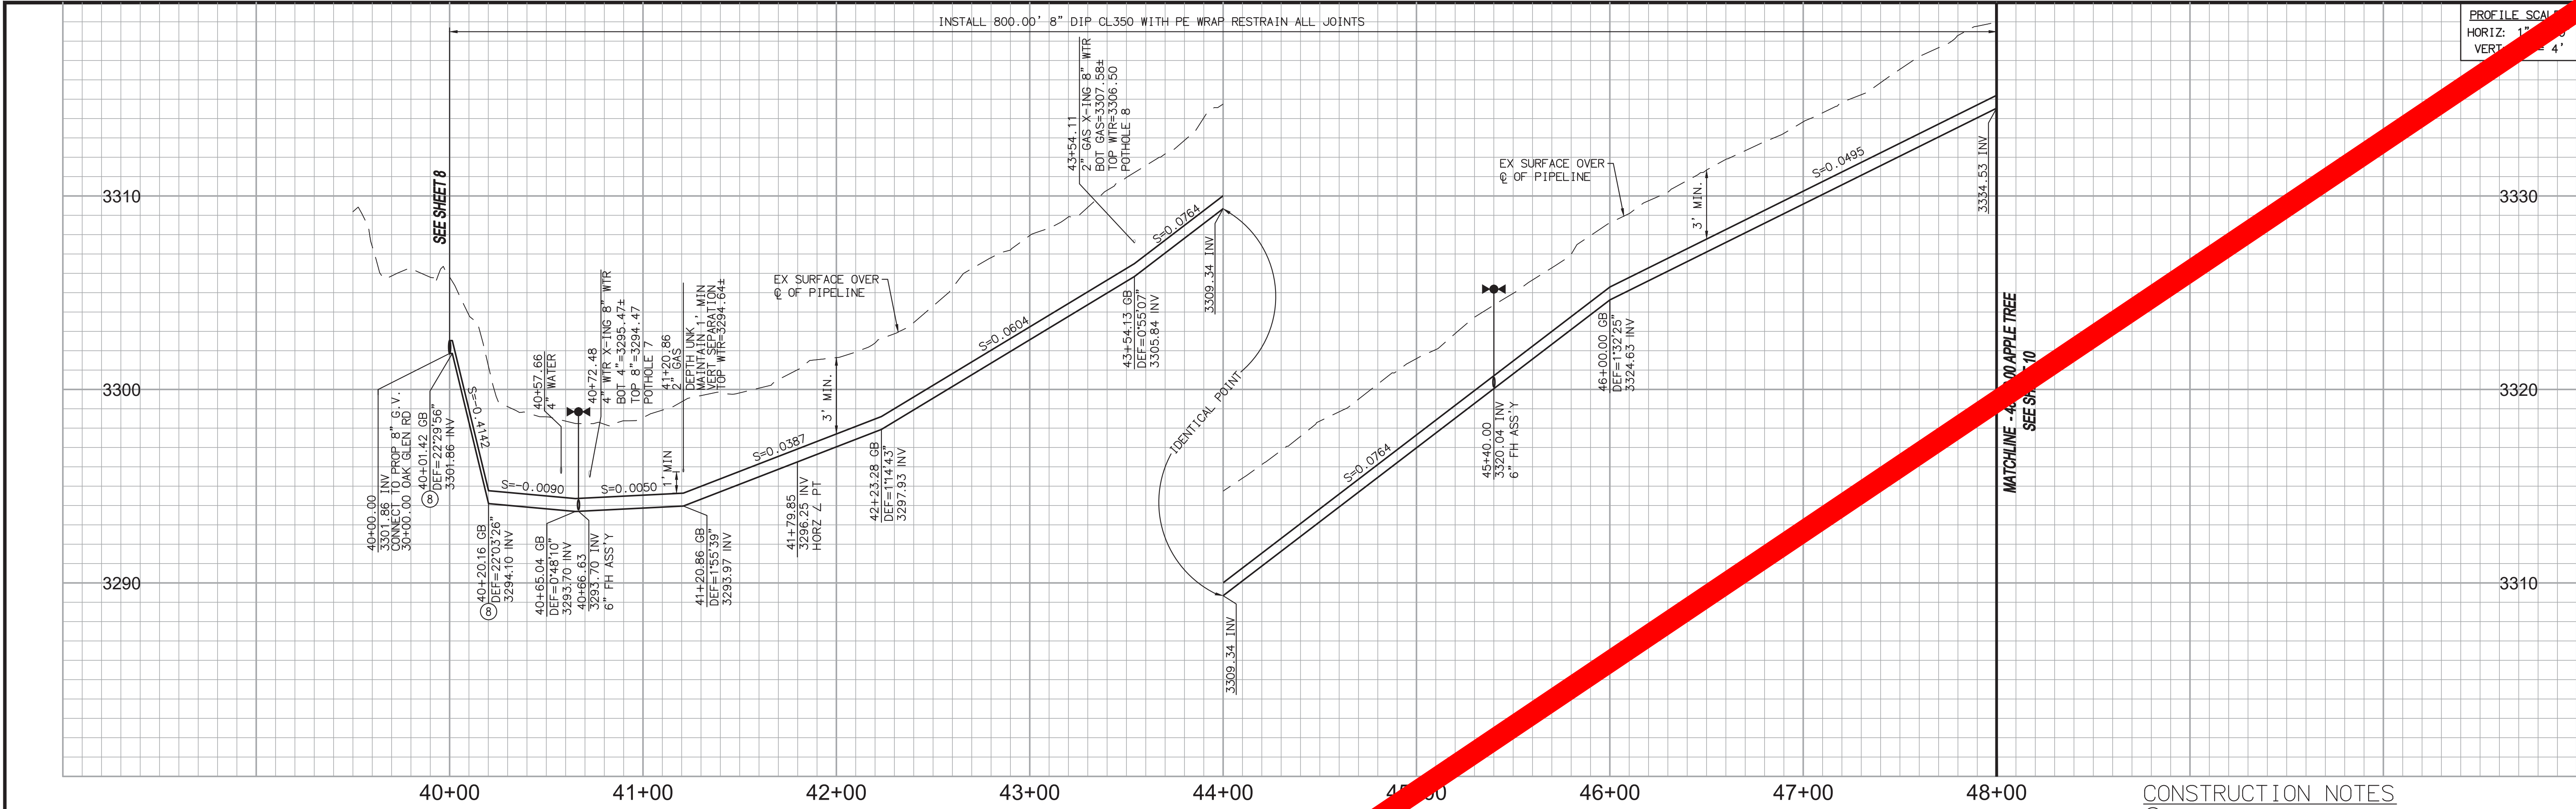 INSTALL 800.00' 8" DIP CL350 WITH PE WRAP RESTRAIN ALL JOINTS
PROFILE SCALE
HORIZ: 1"
VERT = 4'
SEE SHEET 8
43+54.11
2" GAS X-ING 8" WTR
BOT GAS=3307.58±
TOP WTR=3306.50
POTHOLE 8
3310
3300
3290
3330
3320
3310
40+00.00
3301.86 INV
CONNECT TO PROP 8" G.V.
30+00.00 OAK GLEN RD
40+01.42 GB
DEF=22°29'56"
3301.86 INV
8
S=-0.4142
40+20.16 GB
DEF=22°03'26"
3294.10 INV
8
S=-0.0090
40+57.66
4" WATER
40+65.04 GB
DEF=0°48'10"
3293.70 INV
40+66.63
3293.70 INV
6" FH ASS'Y
40+72.48
4" WTR X-ING 8" WTR
BOT 4"=3295.47±
TOP 8"=3294.47
POTHOLE 7
S=0.0050
1' MIN
41+20.86
2" GAS
DEPTH UNK
MAINTAIN 1' MIN
VERT SEPARATION
TOP WTR=3294.64±
41+20.86 GB
DEF=1°55'39"
3293.97 INV
S=0.0387
41+79.85
3296.25 INV
HORZ ∠ PT
3' MIN.
EX SURFACE OVER
℄ OF PIPELINE
42+23.28 GB
DEF=1°14'43"
3297.93 INV
S=0.0604
43+54.13 GB
DEF=0°55'07"
3305.84 INV
S=0.0764
3309.34 INV
IDENTICAL POINT
3309.34 INV
S=0.0764
45+40.00
3320.04 INV
6" FH ASS'Y
EX SURFACE OVER
℄ OF PIPELINE
46+00.00 GB
DEF=1°32'25"
3324.63 INV
3' MIN.
S=0.0495
3334.53 INV
MATCHLINE - 00 APPLE TREE
SEE 10
40+00
41+00
42+00
43+00
44+00
46+00
47+00
48+00
CONSTRUCTION NOTES